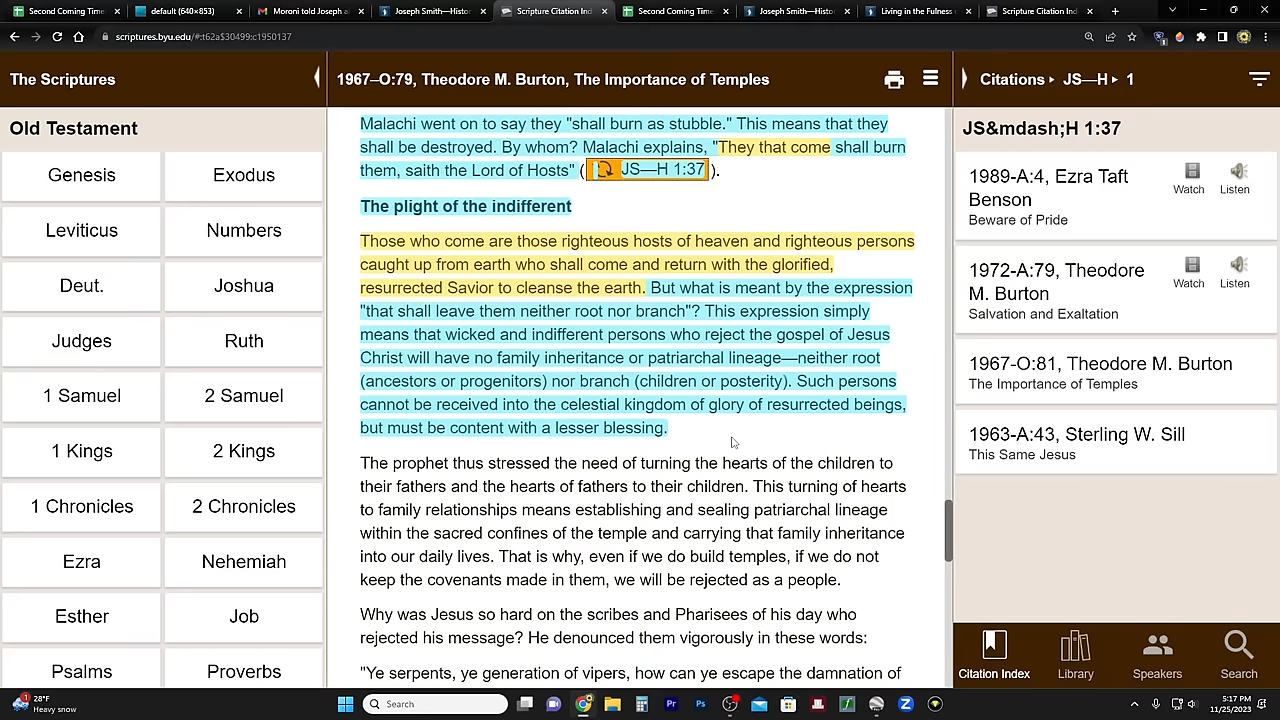 Second Coming Time
default (640×853)
Moroni told Joseph a
Joseph Smith—Histor
Scripture Citation Ind
Second Coming Time
Joseph Smith—Histor
Living in the Fulness
Scripture Citation Ind
scriptures.byu.edu/#:t62a$30499:c1950137
The Scriptures
1967–O:79, Theodore M. Burton, The Importance of Temples
Citations
JS—H
1
Old Testament
Genesis
Exodus
Leviticus
Numbers
Deut.
Joshua
Judges
Ruth
1 Samuel
2 Samuel
1 Kings
2 Kings
1 Chronicles
2 Chronicles
Ezra
Nehemiah
Esther
Job
Psalms
Proverbs
Malachi went on to say they "shall burn as stubble." This means that they
shall be destroyed. By whom? Malachi explains, "They that come shall burn
them, saith the Lord of Hosts" ( JS—H 1:37 ).
The plight of the indifferent
Those who come are those righteous hosts of heaven and righteous persons
caught up from earth who shall come and return with the glorified,
resurrected Savior to cleanse the earth. But what is meant by the expression
"that shall leave them neither root nor branch"? This expression simply
means that wicked and indifferent persons who reject the gospel of Jesus
Christ will have no family inheritance or patriarchal lineage—neither root
(ancestors or progenitors) nor branch (children or posterity). Such persons
cannot be received into the celestial kingdom of glory of resurrected beings,
but must be content with a lesser blessing.
The prophet thus stressed the need of turning the hearts of the children to
their fathers and the hearts of fathers to their children. This turning of hearts
to family relationships means establishing and sealing patriarchal lineage
within the sacred confines of the temple and carrying that family inheritance
into our daily lives. That is why, even if we do build temples, if we do not
keep the covenants made in them, we will be rejected as a people.
Why was Jesus so hard on the scribes and Pharisees of his day who
rejected his message? He denounced them vigorously in these words:
"Ye serpents, ye generation of vipers, how can ye escape the damnation of
JS&mdash;H 1:37
1989-A:4, Ezra Taft
Benson
Beware of Pride
Watch
Listen
1972-A:79, Theodore
M. Burton
Salvation and Exaltation
Watch
Listen
1967-O:81, Theodore M. Burton
The Importance of Temples
1963-A:43, Sterling W. Sill
This Same Jesus
Citation Index
Library
Speakers
Search
1
28°F
Heavy snow
Search
Pr
Ps
5:17 PM
11/25/2023